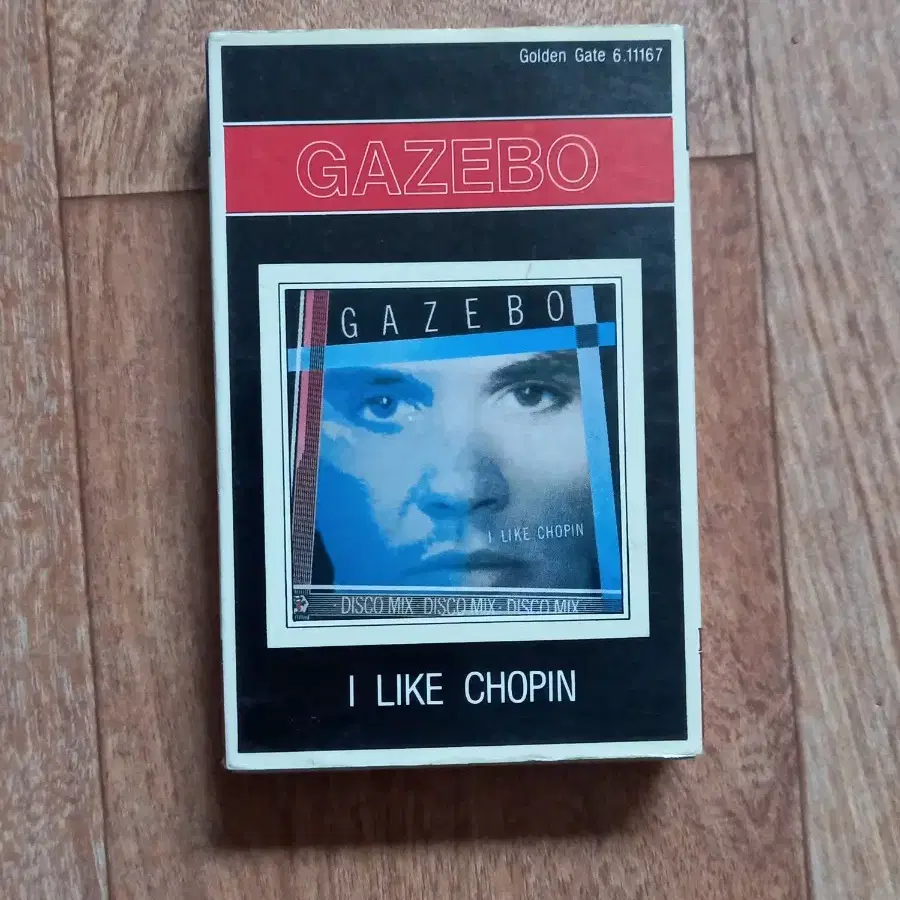 Golden Gate 6.11167
GAZEBO
GAZEBO
I LIKE CHOPIN
DISCO MIX DISCO MIX · DISCO MIX
I LIKE CHOPIN